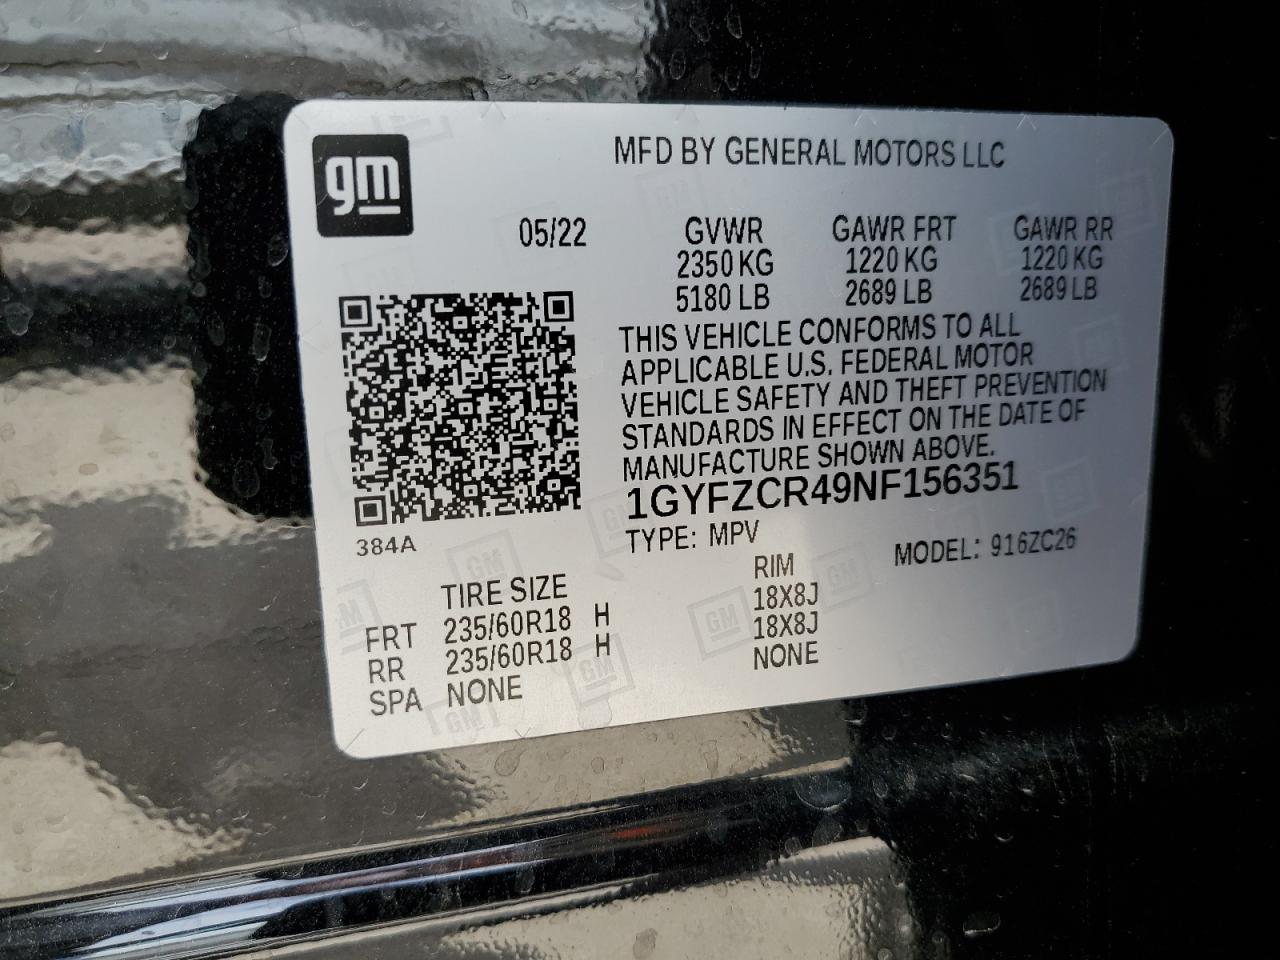 gm
MFD BY GENERAL MOTORS LLC
05/22 GVWR GAWR FRT GAWR RR
2350 KG 1220 KG 1220 KG
5180 LB 2689 LB 2689 LB
THIS VEHICLE CONFORMS TO ALL
APPLICABLE U.S. FEDERAL MOTOR
VEHICLE SAFETY AND THEFT PREVENTION
STANDARDS IN EFFECT ON THE DATE OF
MANUFACTURE SHOWN ABOVE.
1GYFZCR49NF156351
384A TYPE: MPV MODEL: 916ZC26
TIRE SIZE RIM
FRT 235/60R18 H 18X8J
RR 235/60R18 H 18X8J
SPA NONE NONE